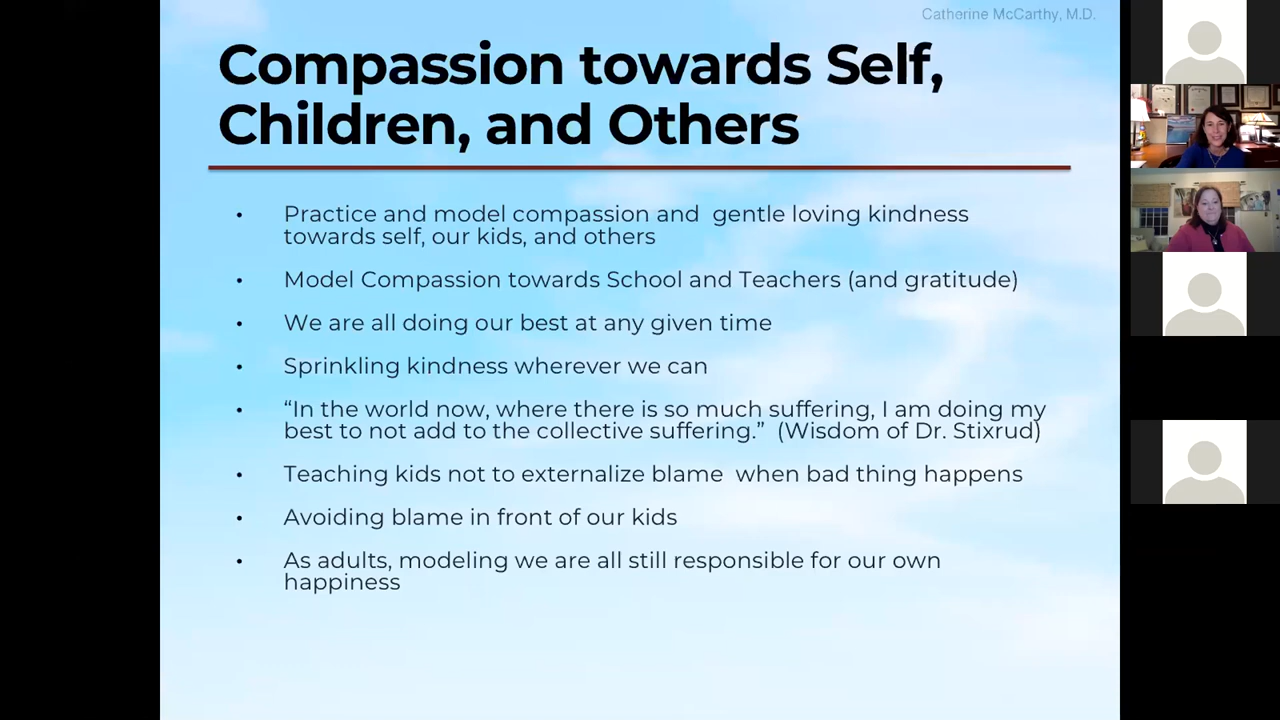 Catherine McCarthy, M.D.
Compassion towards Self,
Children, and Others
• Practice and model compassion and  gentle loving kindness
towards self, our kids, and others
• Model Compassion towards School and Teachers (and gratitude)
• We are all doing our best at any given time
• Sprinkling kindness wherever we can
• “In the world now, where there is so much suffering, I am doing my
best to not add to the collective suffering.”  (Wisdom of Dr. Stixrud)
• Teaching kids not to externalize blame  when bad thing happens
• Avoiding blame in front of our kids
• As adults, modeling we are all still responsible for our own
happiness